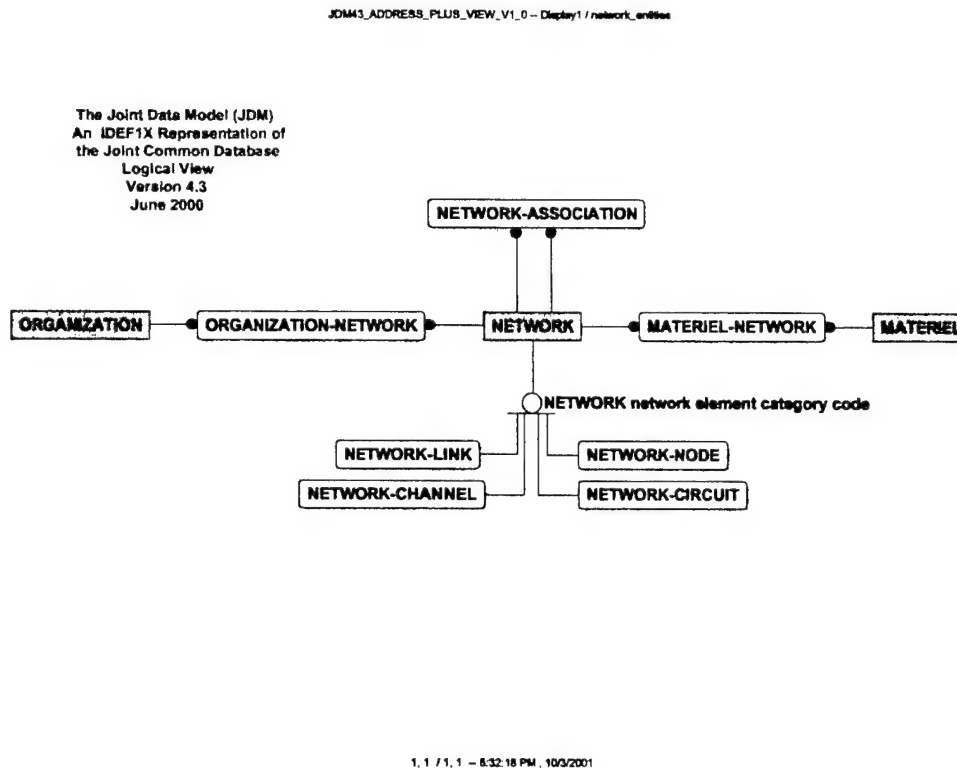 JDM43_ADDRESS_PLUS_VIEW_V1_0 -- Display1 / network_entities
The Joint Data Model (JDM)
An IDEF1X Representation of
the Joint Common Database
Logical View
Version 4.3
June 2000
NETWORK-ASSOCIATION
ORGANIZATION
ORGANIZATION-NETWORK
NETWORK
MATERIEL-NETWORK
MATERIEL
NETWORK network element category code
NETWORK-LINK
NETWORK-NODE
NETWORK-CHANNEL
NETWORK-CIRCUIT
1, 1 / 1, 1 -- 5:32:18 PM , 10/3/2001